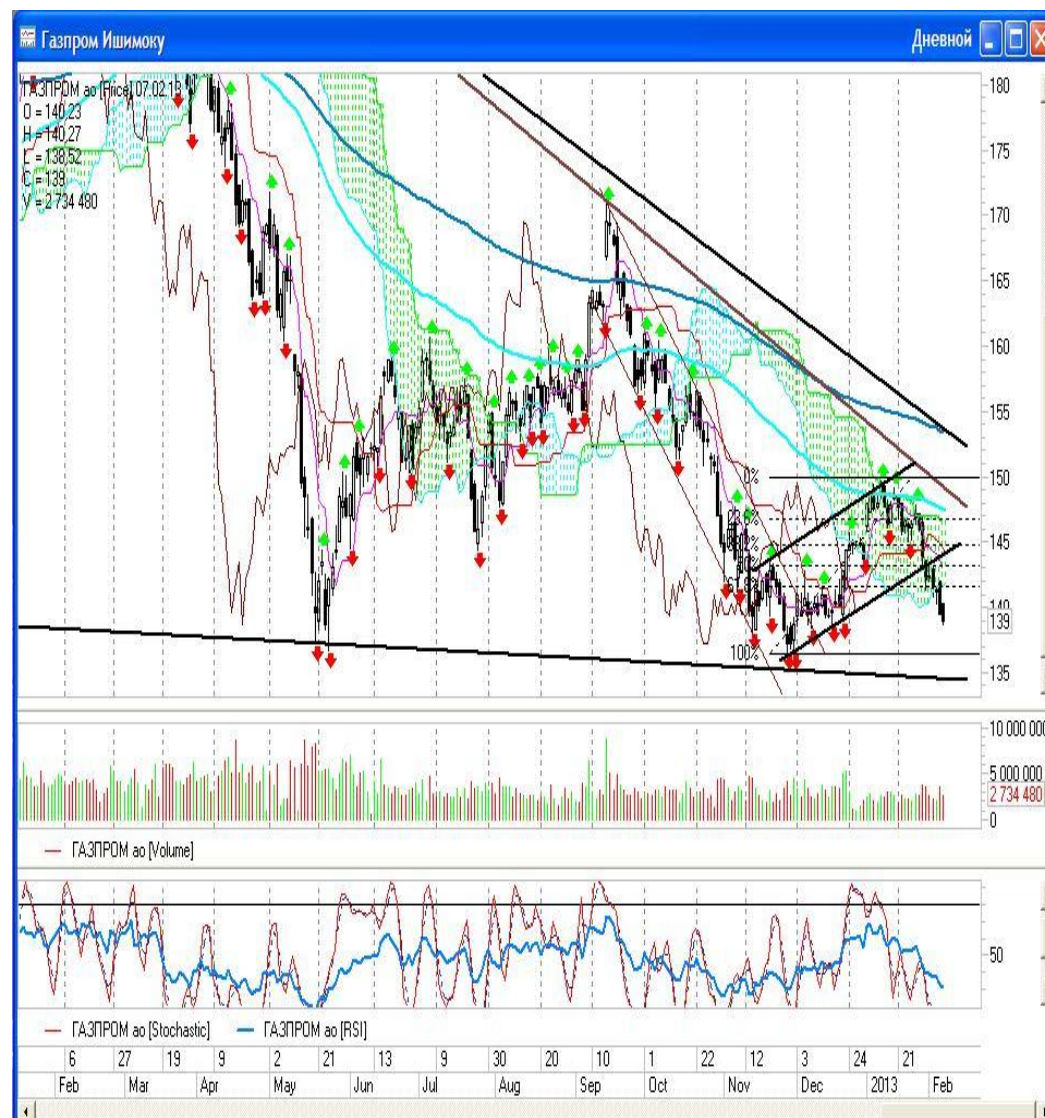 Газпром Ишимоку
Дневной
ГАЗПРОМ ао [Price] 07.02.13
O = 140,23
H = 140,27
L = 138,52
C = 139
V = 2 734 480
180
175
170
165
160
155
150
145
140
139
135
0%
100%
10 000 000
5 000 000
2 734 480
0
ГАЗПРОМ ао [Volume]
50
ГАЗПРОМ ао [Stochastic] ГАЗПРОМ ао [RSI]
6 27 19 9 2 21 13 9 30 20 10 1 22 12 3 24 21
Feb Mar Apr May Jun Jul Aug Sep Oct Nov Dec 2013 Feb